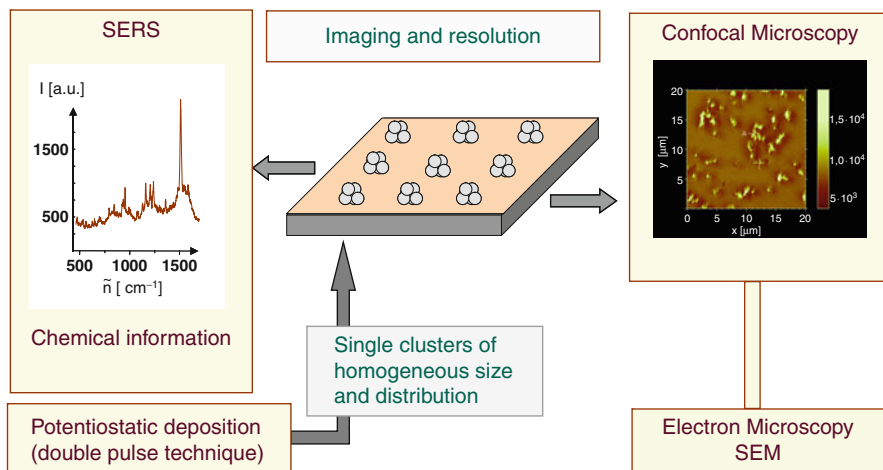 SERS
I [a.u.]
1500
500
500 1000 1500
ñ [ cm⁻¹]
Chemical information
Imaging and resolution
Confocal Microscopy
20
15
10
5
0
y [µm]
0 5 10 15 20
x [µm]
1,5·10⁴
1,0·10⁴
5·10³
Single clusters of
homogeneous size
and distribution
Potentiostatic deposition
(double pulse technique)
Electron Microscopy
SEM